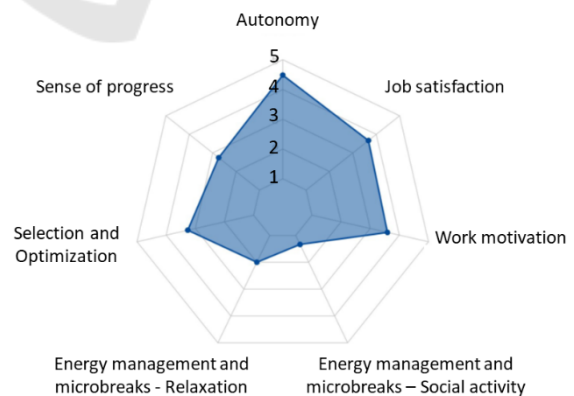 Autonomy
5
Sense of progress
4
Job satisfaction
3
2
1
Selection and
Optimization
Work motivation
Energy management and
microbreaks - Relaxation
Energy management and
microbreaks – Social activity